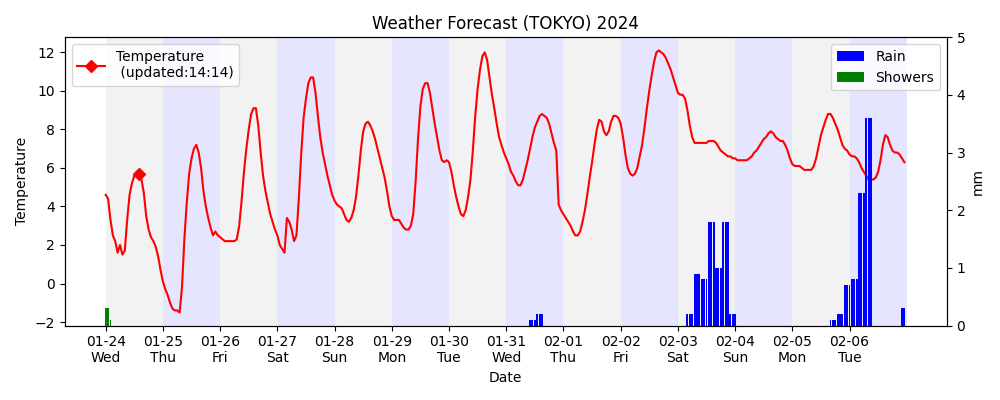 Weather Forecast (TOKYO) 2024
Temperature
(updated:14:14)
Rain
Showers
Temperature
12
10
8
6
4
2
0
−2
5
4
3
2
1
0
mm
01-24 01-25 01-26 01-27 01-28 01-29 01-30 01-31 02-01 02-02 02-03 02-04 02-05 02-06
Wed Thu Fri Sat Sun Mon Tue Wed Thu Fri Sat Sun Mon Tue
Date